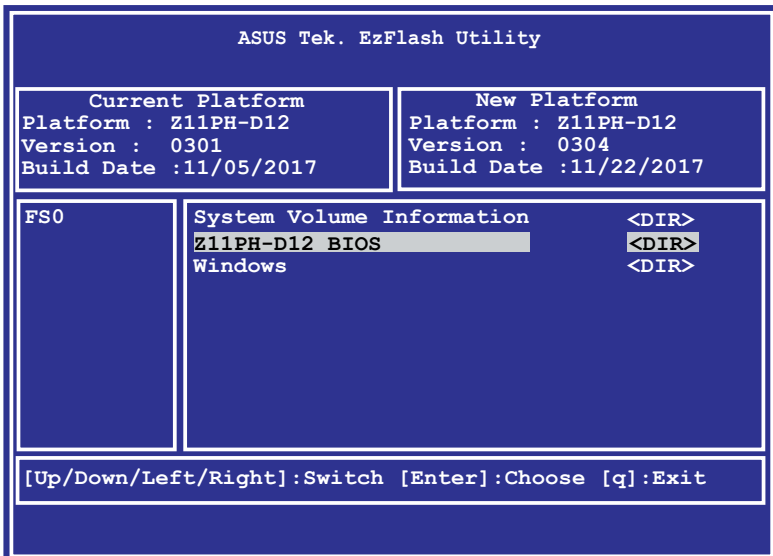 ASUS Tek. EzFlash Utility
Current Platform
Platform : Z11PH-D12
Version : 0301
Build Date :11/05/2017
New Platform
Platform : Z11PH-D12
Version : 0304
Build Date :11/22/2017
FS0
System Volume Information <DIR>
Z11PH-D12 BIOS <DIR>
Windows <DIR>
[Up/Down/Left/Right]:Switch [Enter]:Choose [q]:Exit